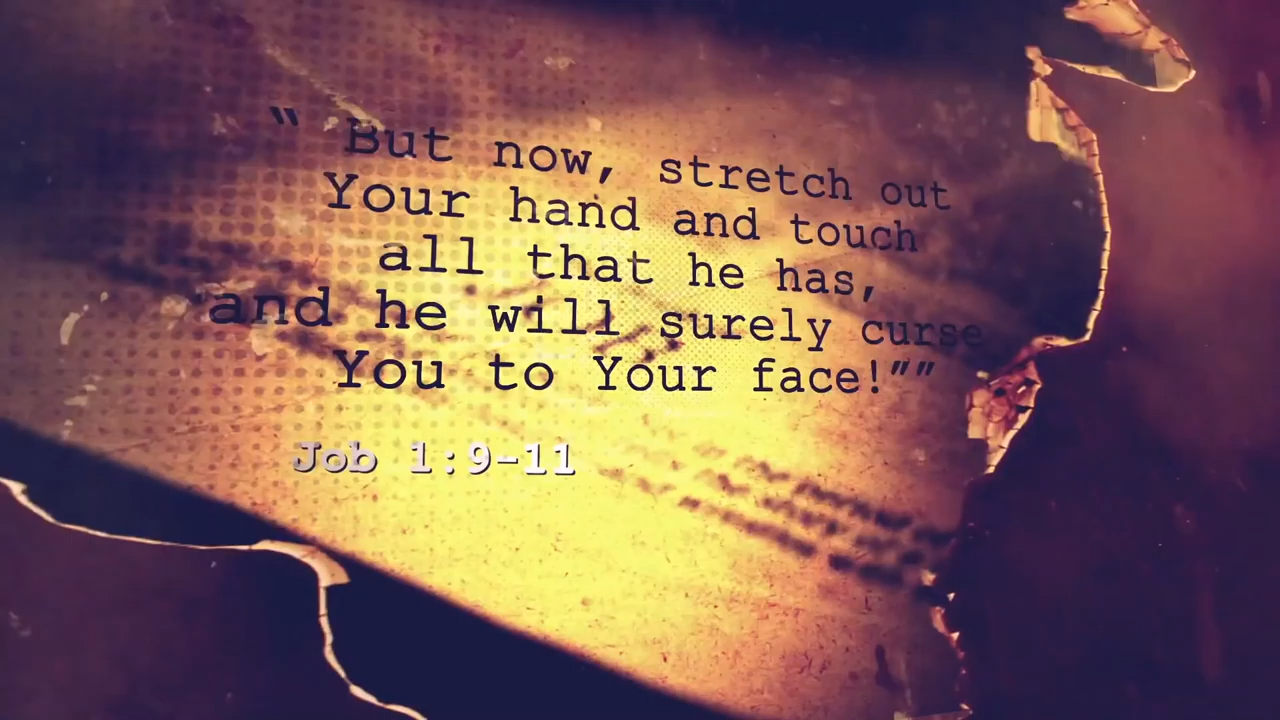 “ But now, stretch out
Your hand and touch
all that he has,
and he will surely curse
You to Your face!””
Job 1:9-11